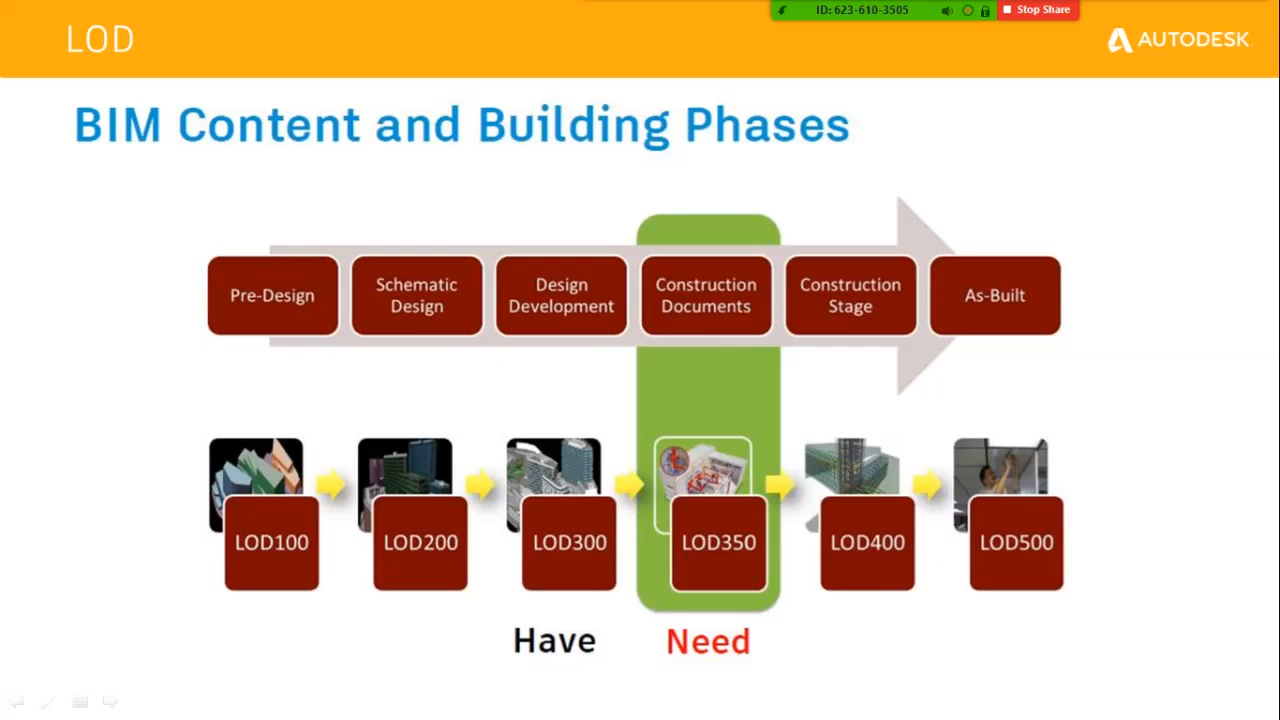 ID: 623-610-3505
Stop Share
LOD
AUTODESK
BIM Content and Building Phases
Pre-Design
Schematic
Design
Design
Development
Construction
Documents
Construction
Stage
As-Built
LOD100
LOD200
LOD300
LOD350
LOD400
LOD500
Have
Need